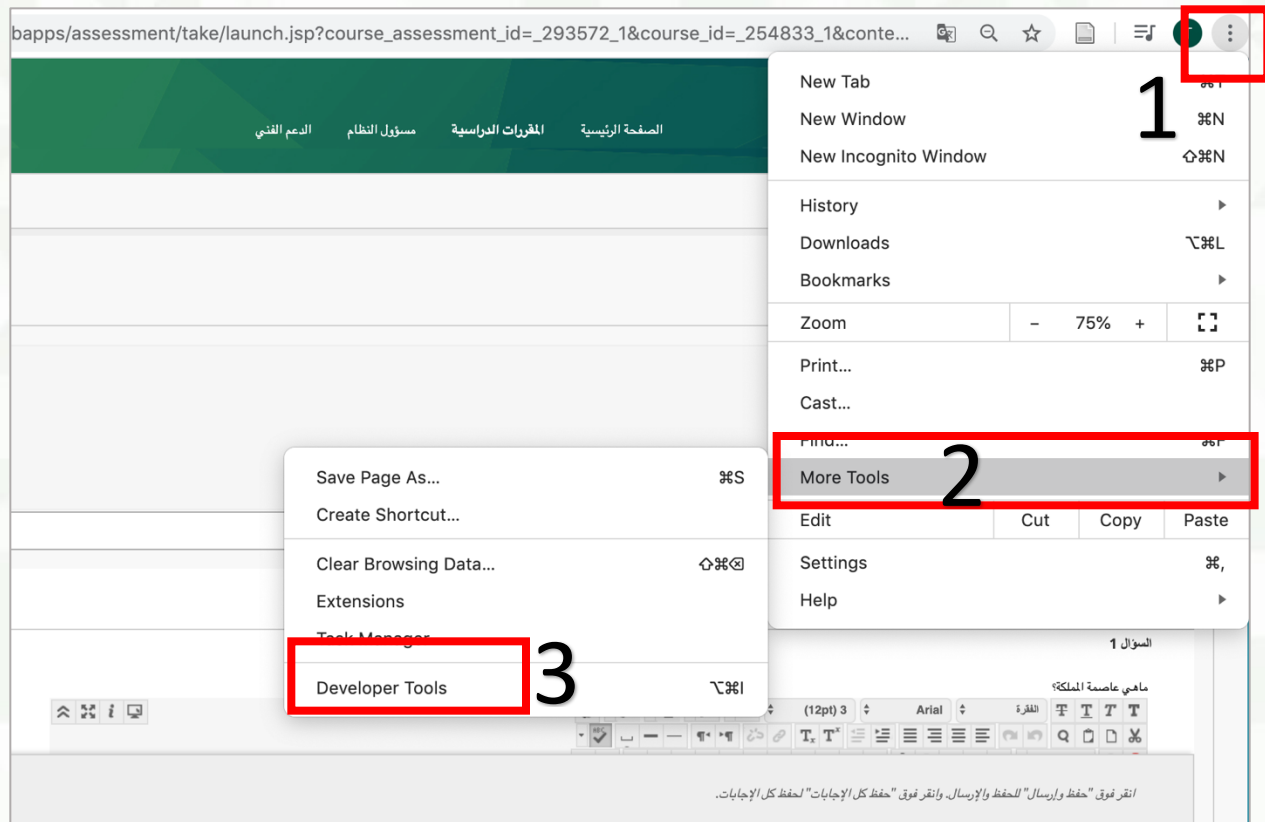 bapps/assessment/take/launch.jsp?course_assessment_id=_293572_1&course_id=_254833_1&conte...
1
الصفحة الرئيسية
المقررات الدراسية
مسؤول النظام
الدعم الفني
New Tab ⌘T
New Window ⌘N
New Incognito Window ⇧⌘N
History
Downloads ⌥⌘L
Bookmarks
Zoom - 75% +
Print... ⌘P
Cast...
Find... ⌘F
More Tools
2
Edit Cut Copy Paste
Settings ⌘,
Help
Save Page As... ⌘S
Create Shortcut...
Clear Browsing Data... ⇧⌘⌫
Extensions
Task Manager
Developer Tools ⌥⌘I
3
السؤال 1
ماهي عاصمة المملكة؟
T T T T الفقرة Arial 3 (12pt)
انقر فوق "حفظ وإرسال" للحفظ والإرسال. وانقر فوق "حفظ كل الإجابات" لحفظ كل الإجابات.